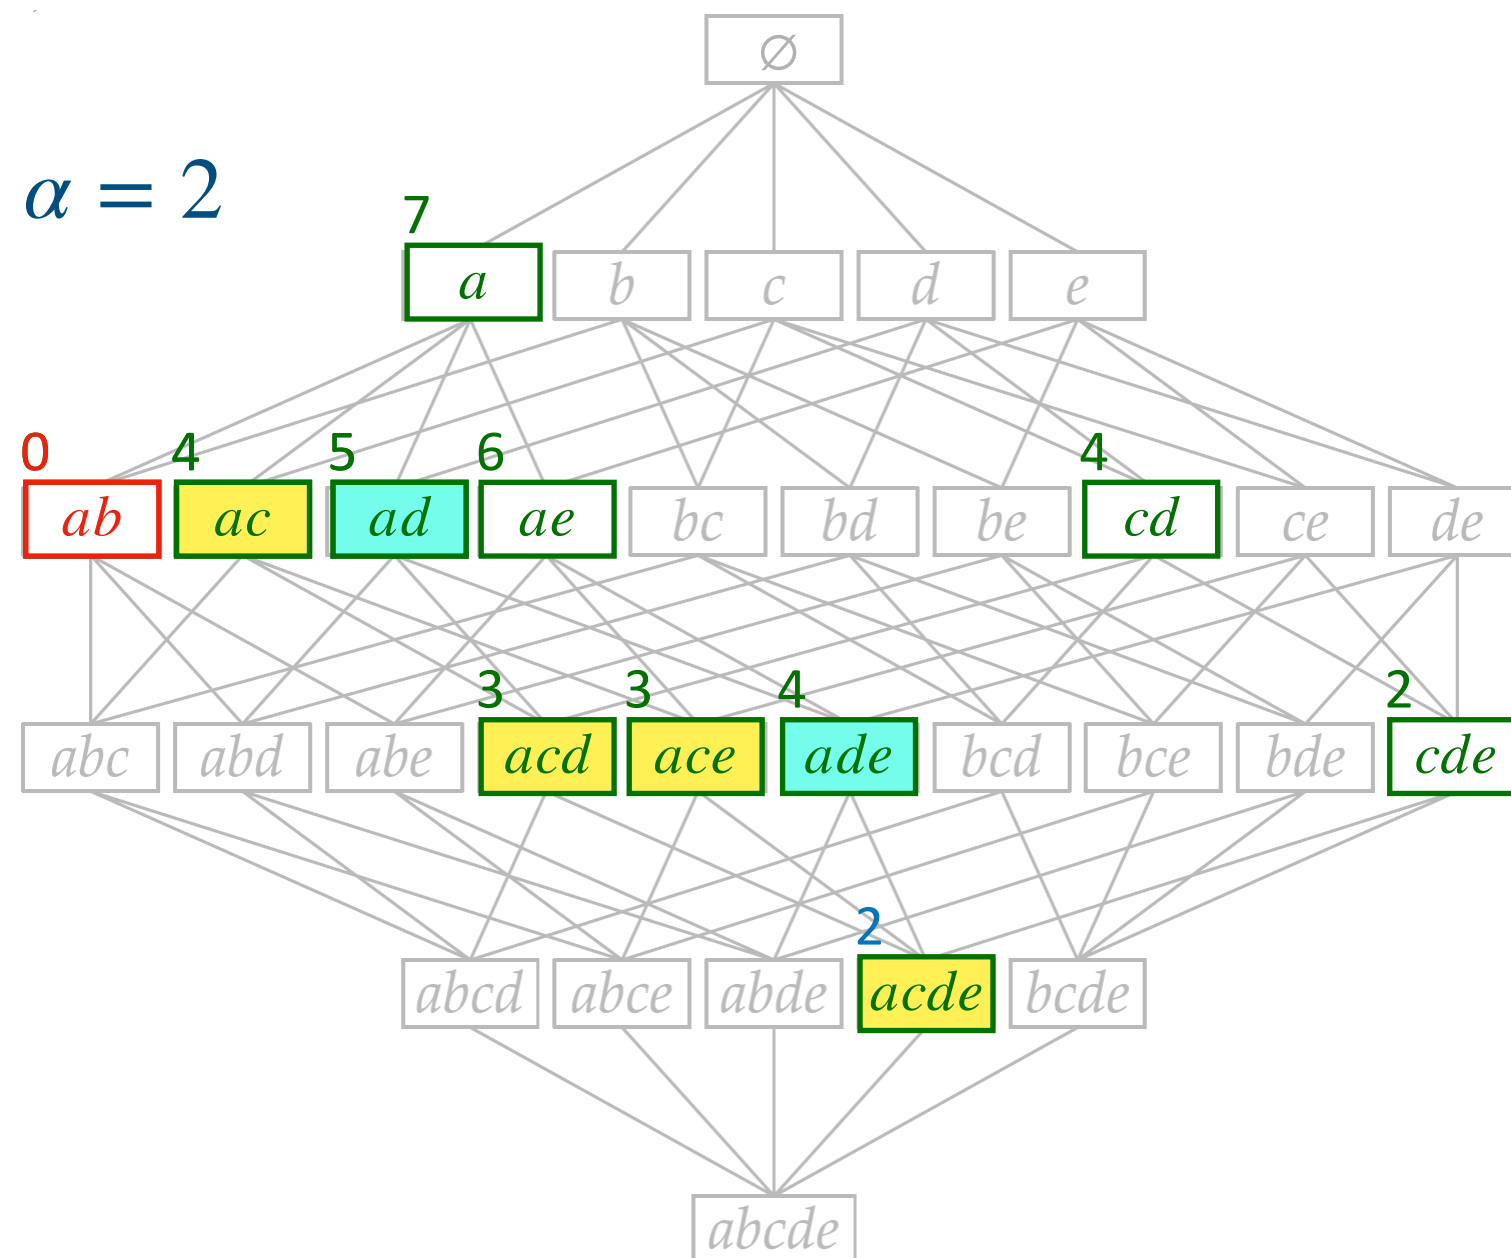 ∅
α = 2
7
a b c d e
0 4 5 6 4
ab ac ad ae bc bd be cd ce de
3 3 4 2
abc abd abe acd ace ade bcd bce bde cde
2
abcd abce abde acde bcde
abcde